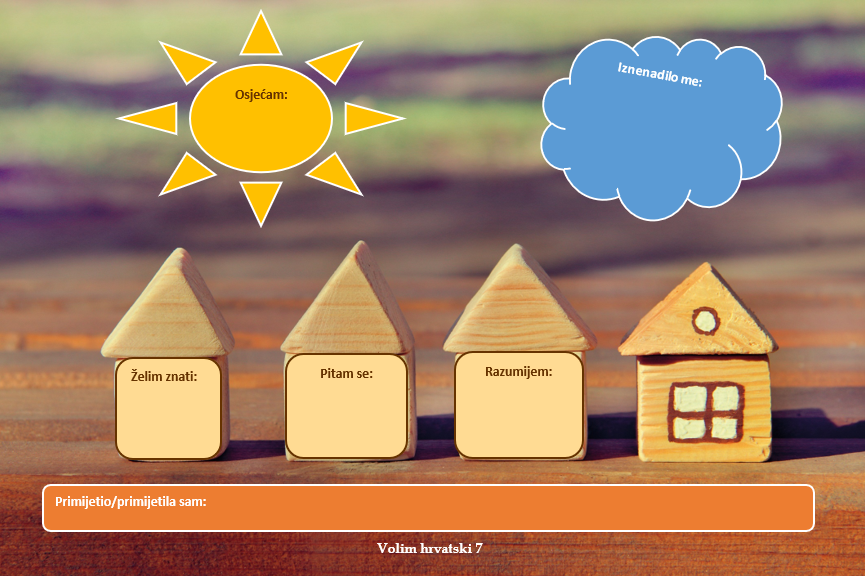 Osjećam:
Iznenadilo me:
Želim znati:
Pitam se:
Razumijem:
Primijetio/primijetila sam:
Volim hrvatski 7